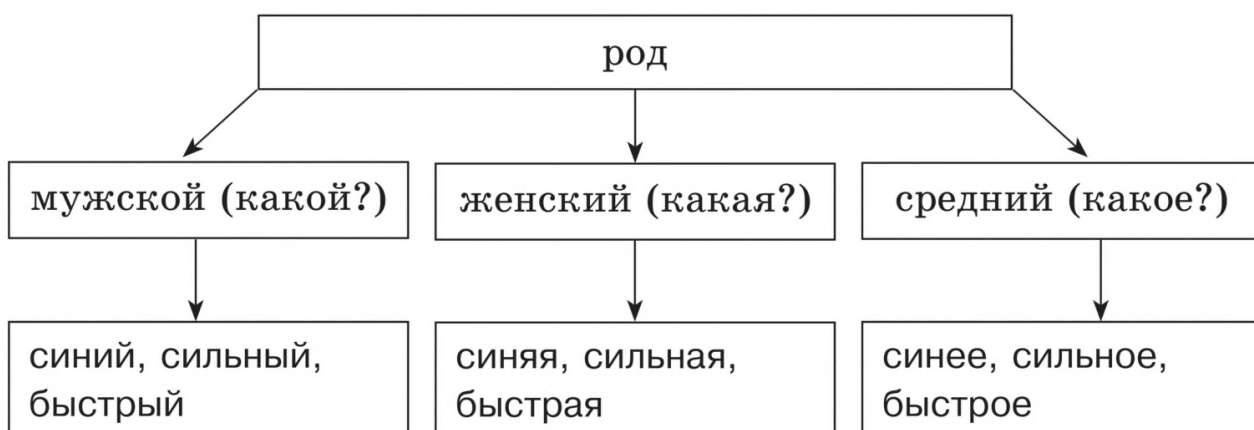 род
мужской (какой?)
женский (какая?)
средний (какое?)
синий, сильный,
быстрый
синяя, сильная,
быстрая
синее, сильное,
быстрое